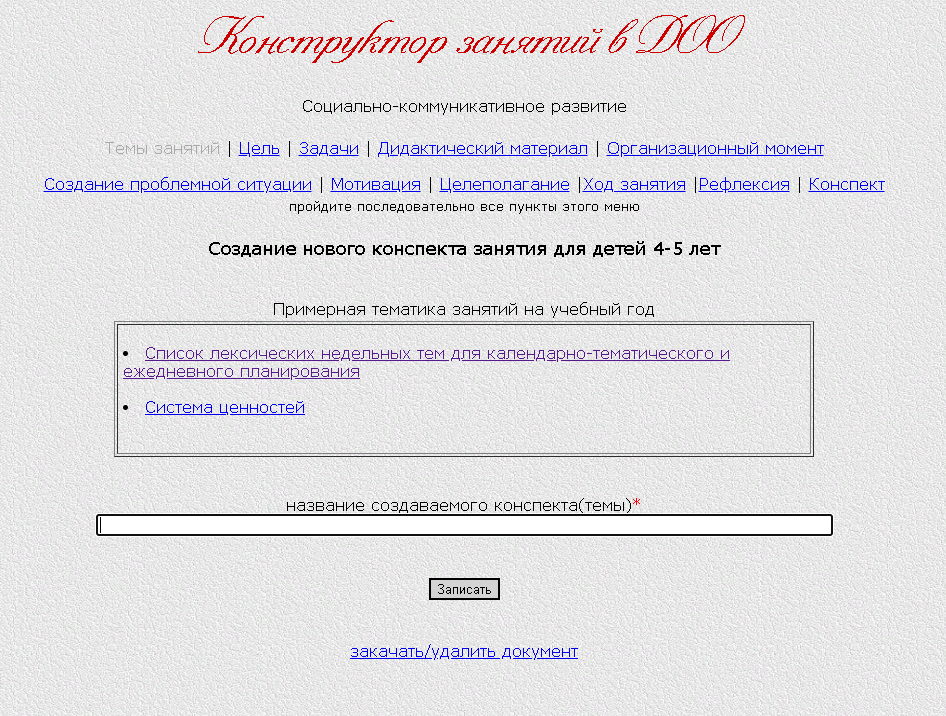 Конструктор занятий в ДОО
Социально-коммуникативное развитие
Темы занятий | Цель | Задачи | Дидактический материал | Организационный момент
Создание проблемной ситуации | Мотивация | Целеполагание |Ход занятия |Рефлексия | Конспект
пройдите последовательно все пункты этого меню
Создание нового конспекта занятия для детей 4-5 лет
Примерная тематика занятий на учебный год
• Список лексических недельных тем для календарно-тематического и
ежедневного планирования
• Система ценностей
название создаваемого конспекта(темы)*
Записать
закачать/удалить документ